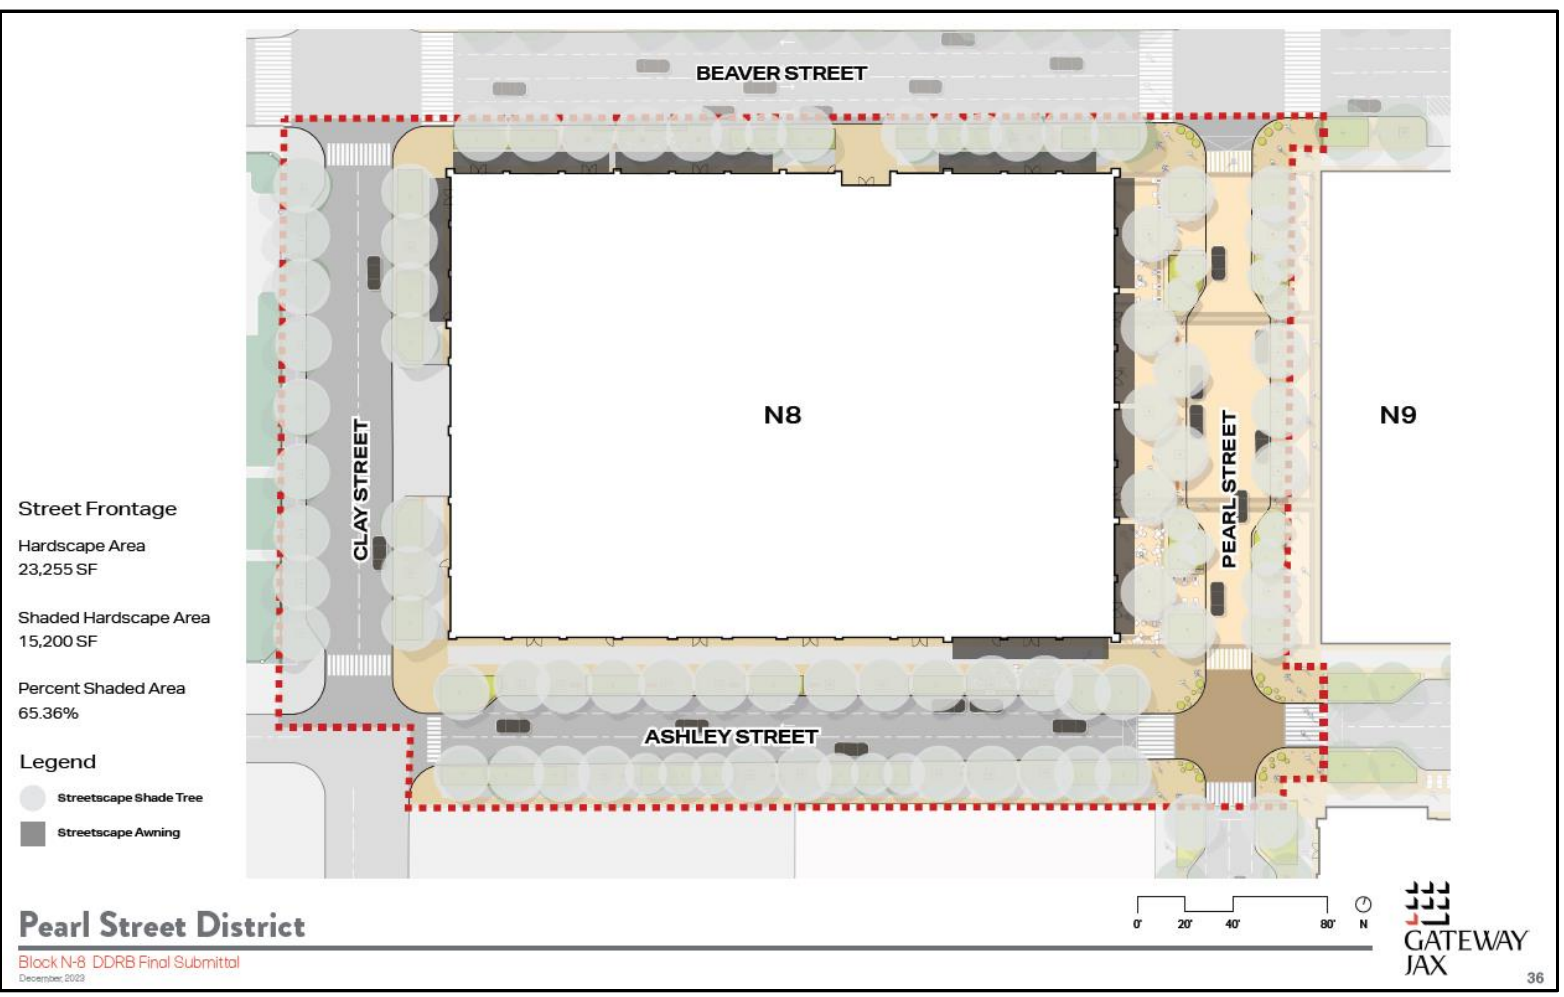 BEAVER STREET
CLAY STREET
N8
PEARL STREET
N9
ASHLEY STREET
Street Frontage
Hardscape Area
23,255 SF
Shaded Hardscape Area
15,200 SF
Percent Shaded Area
65.36%
Legend
Streetscape Shade Tree
Streetscape Awning
Pearl Street District
Block N-8 DDRB Final Submittal
December, 2023
0' 20' 40' 80' N
GATEWAY
JAX
36